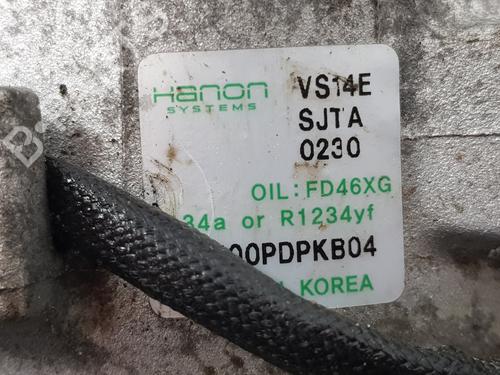 Hanon VS14E
SYSTEMS SJTA
0230
OIL:FD46XG
34a or R1234yf
00PDPKB04
KOREA